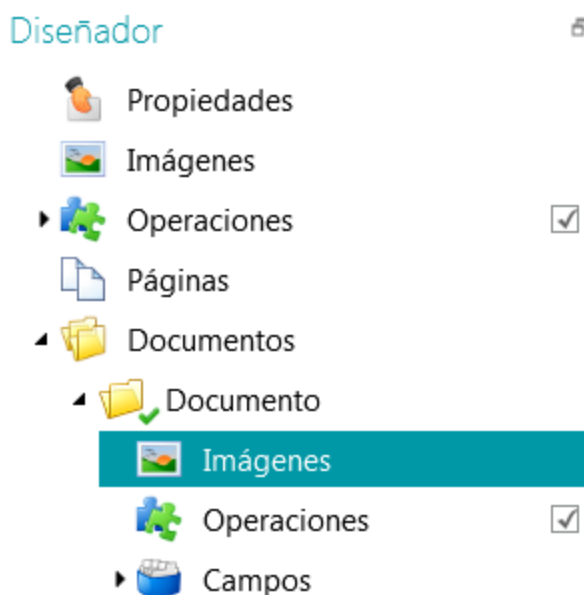 Diseñador
Propiedades
Imágenes
Operaciones
Páginas
Documentos
Documento
Imágenes
Operaciones
Campos